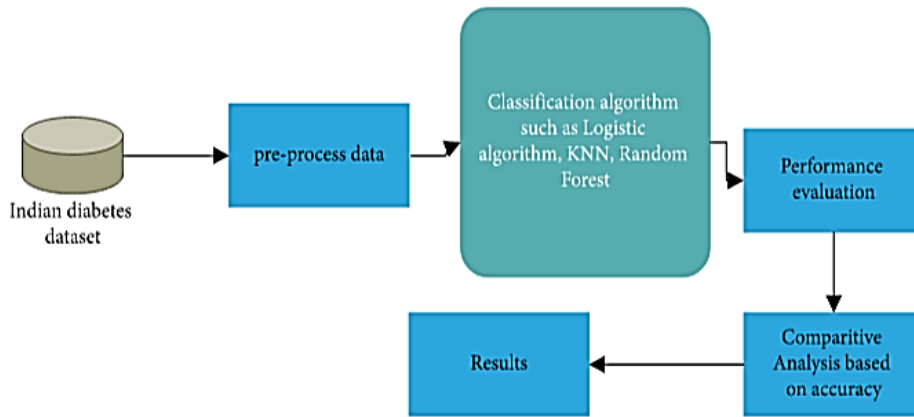 Indian diabetes
dataset
pre-process data
Classification algorithm
such as Logistic
algorithm, KNN, Random
Forest
Performance
evaluation
Comparitive
Analysis based
on accuracy
Results